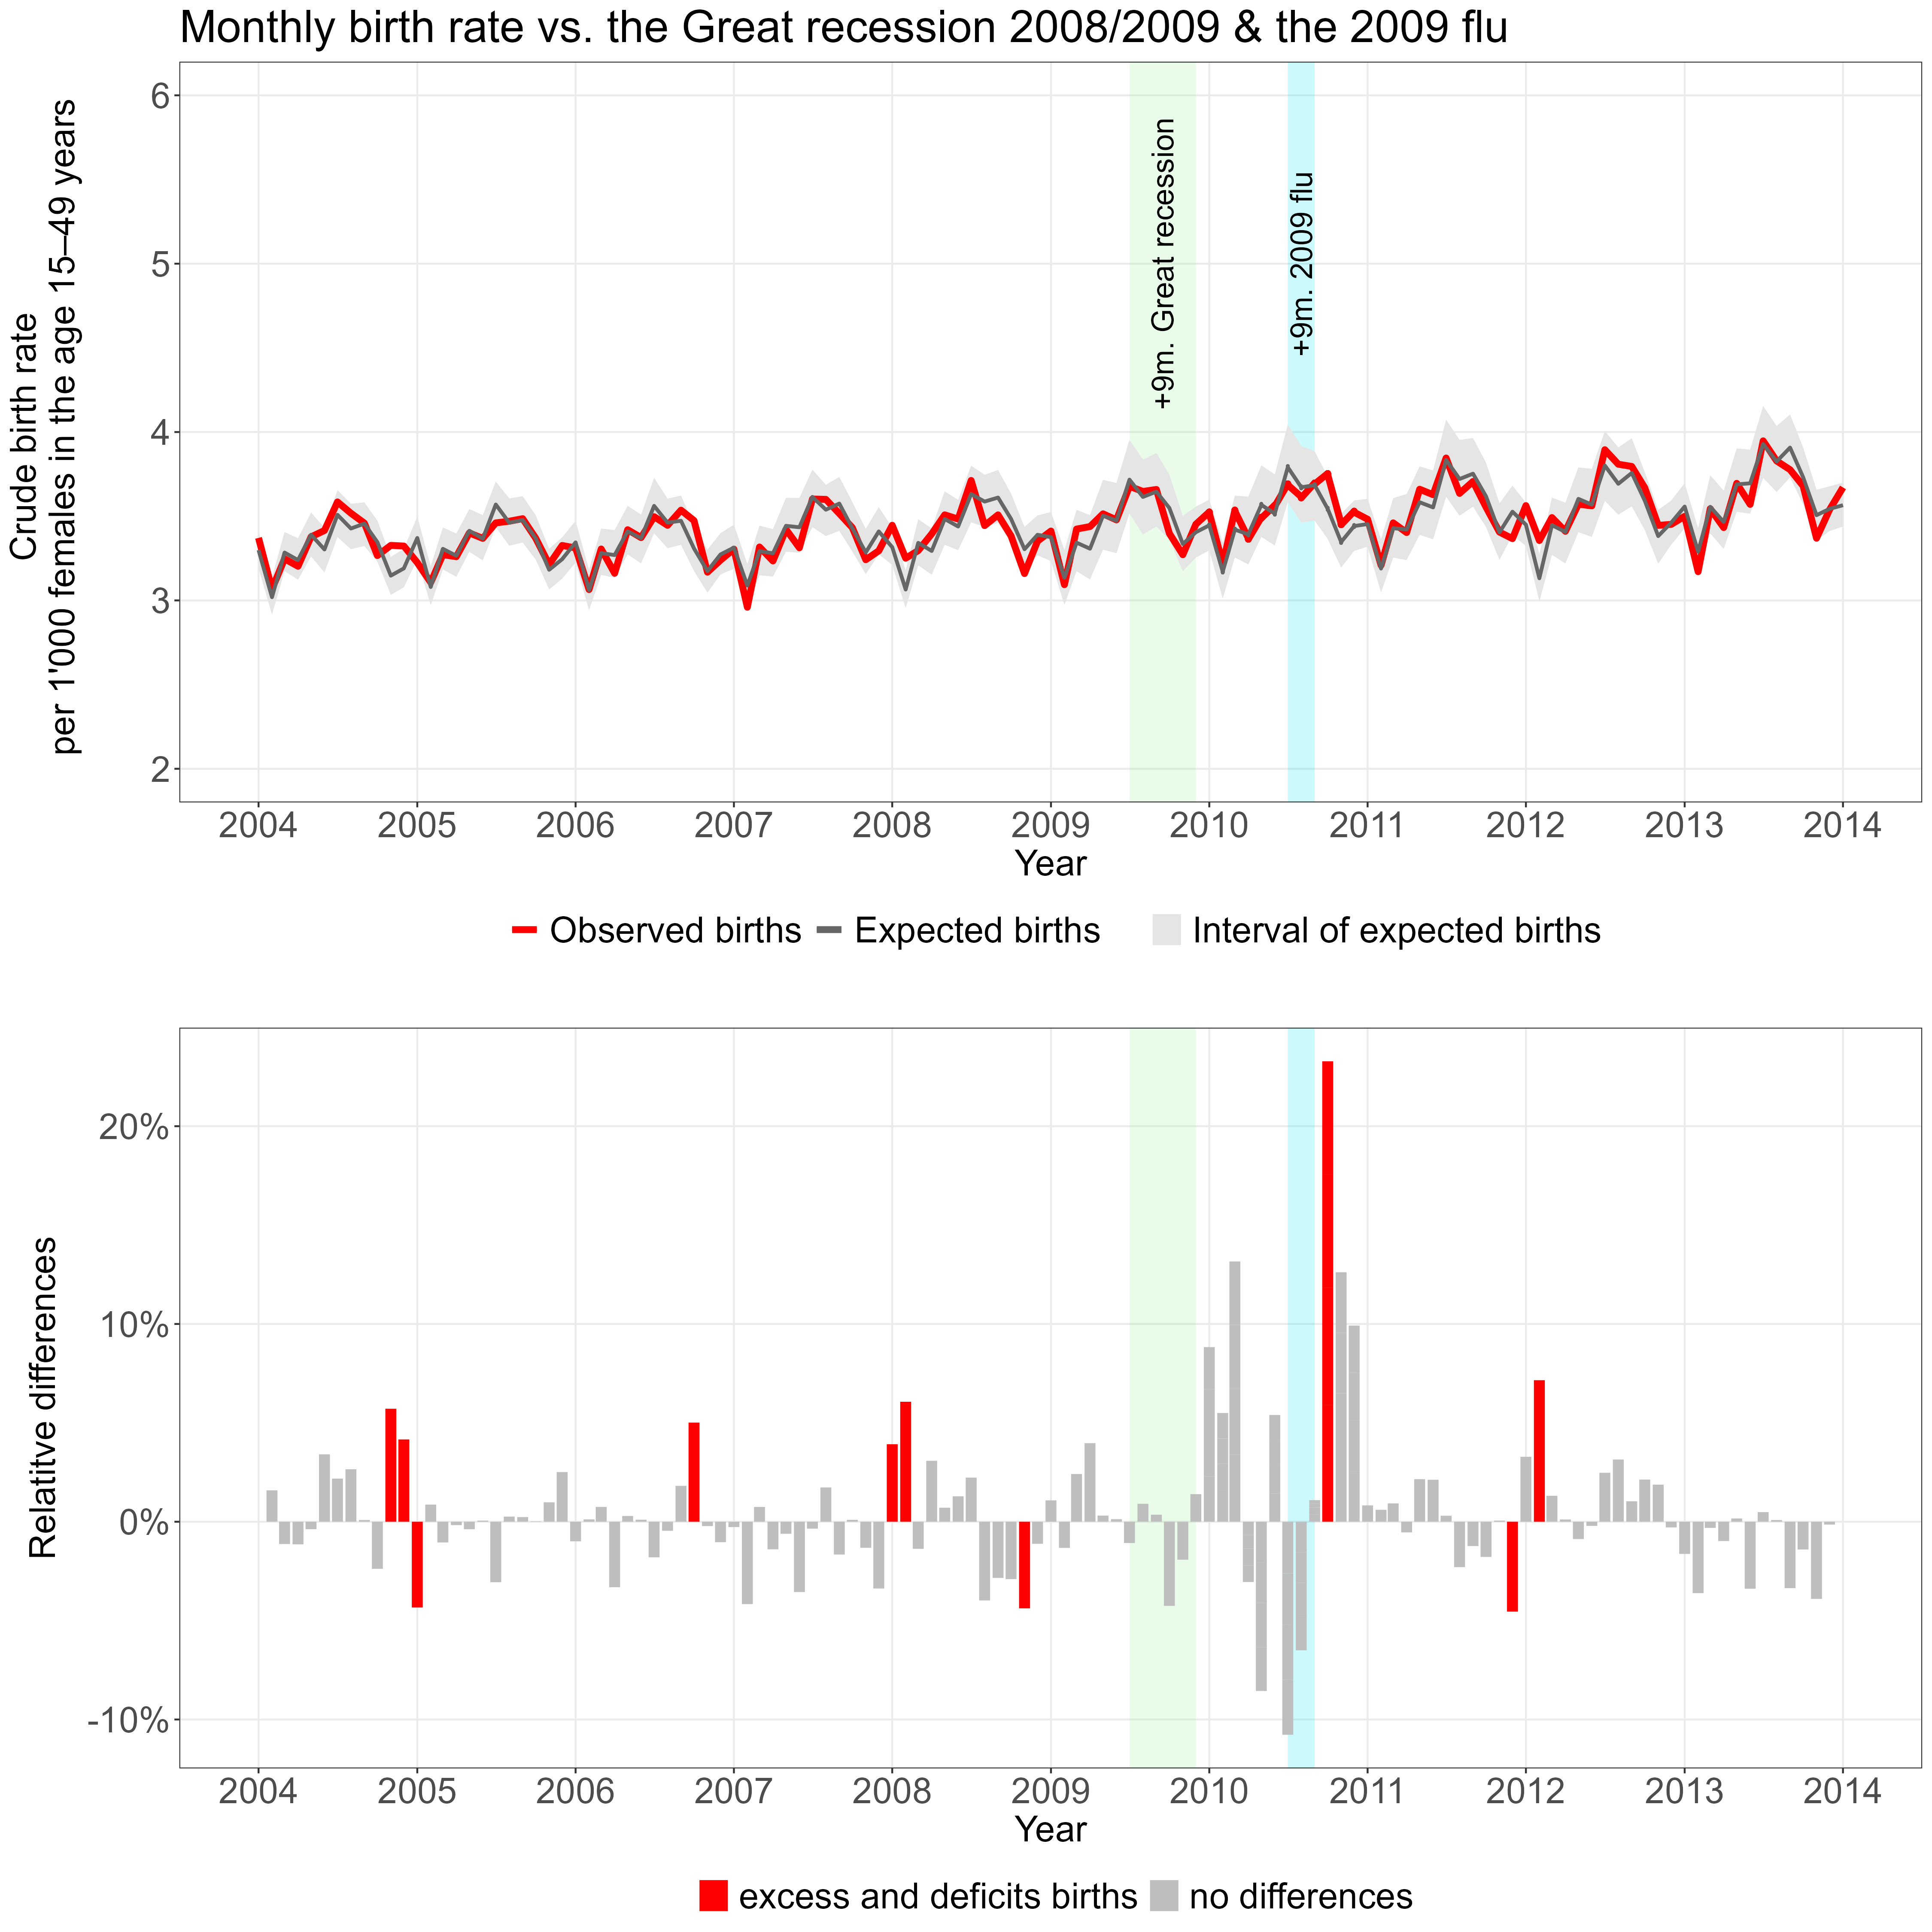 Monthly birth rate vs. the Great recession 2008/2009 & the 2009 flu
Crude birth rate
per 1'000 females in the age 15–49 years
6
5
4
3
2
+9m. Great recession
+9m. 2009 flu
2004 2005 2006 2007 2008 2009 2010 2011 2012 2013 2014
Year
Observed births Expected births Interval of expected births
Relatitive differences
20%
10%
0%
-10%
2004 2005 2006 2007 2008 2009 2010 2011 2012 2013 2014
Year
excess and deficits births no differences